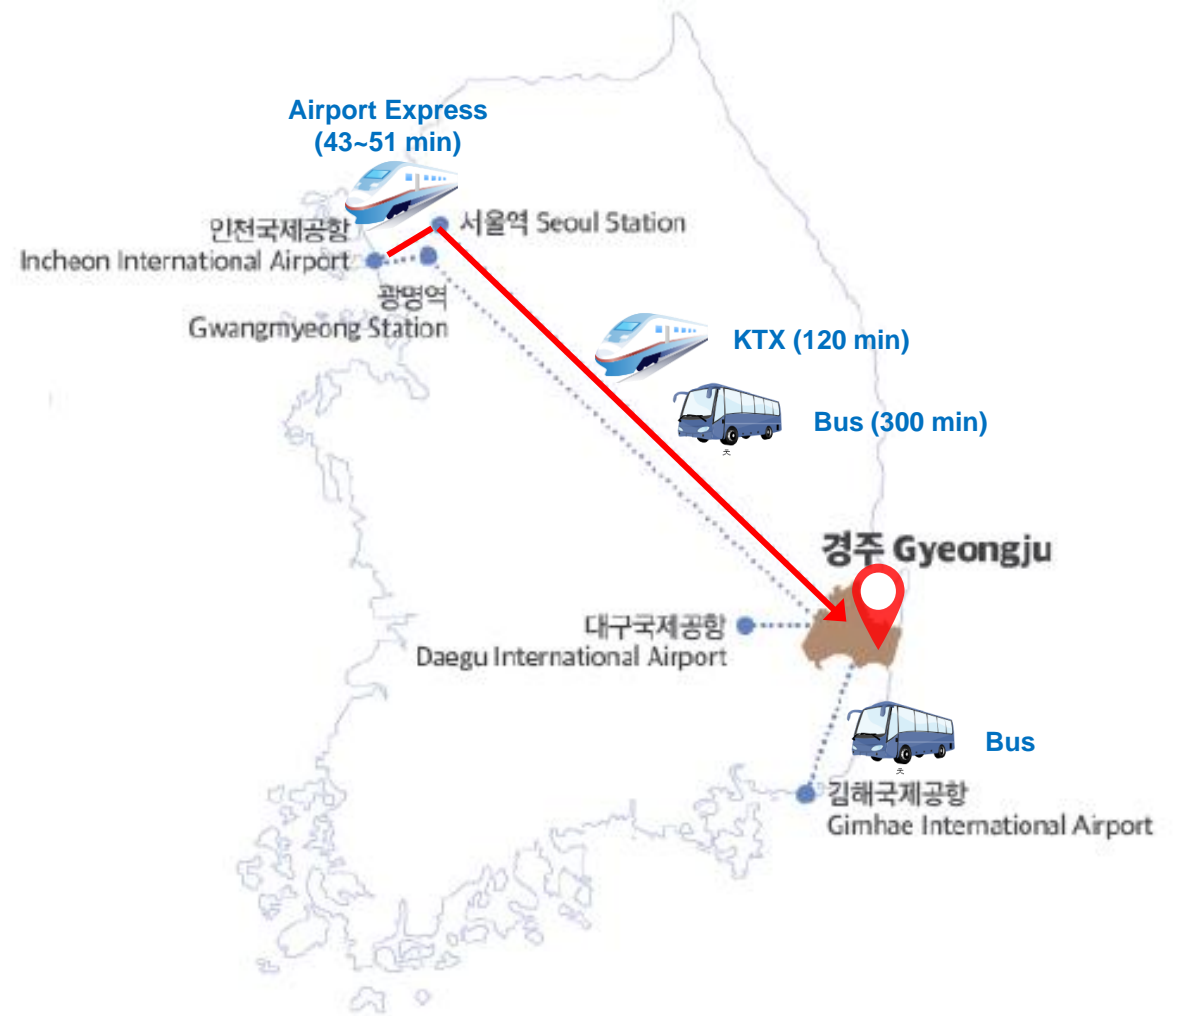 Airport Express
(43~51 min)
인천국제공항
Incheon International Airport
서울역 Seoul Station
광명역
Gwangmyeong Station
KTX (120 min)
Bus (300 min)
경주 Gyeongju
대구국제공항
Daegu International Airport
Bus
김해국제공항
Gimhae International Airport